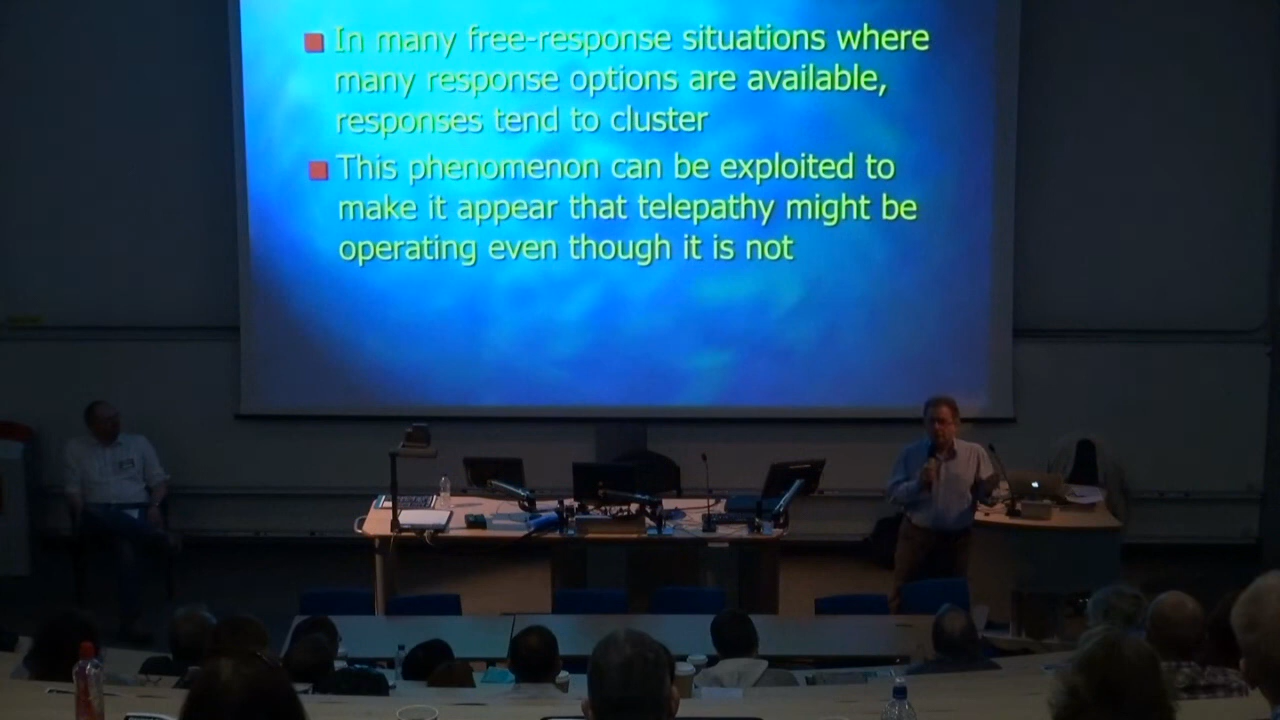 In many free-response situations where
many response options are available,
responses tend to cluster
This phenomenon can be exploited to
make it appear that telepathy might be
operating even though it is not